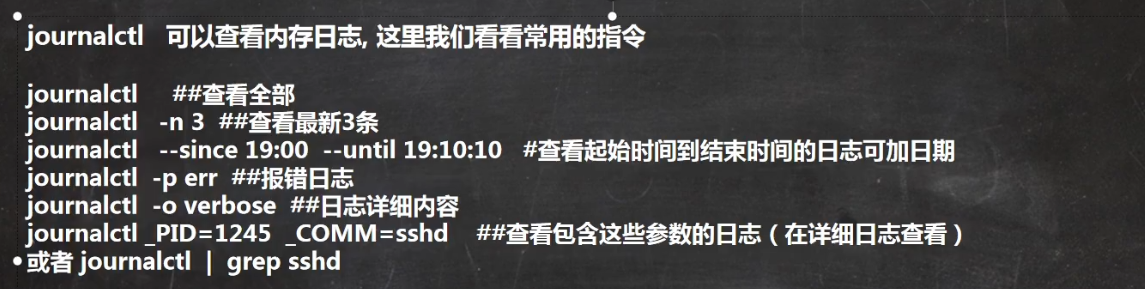 journalctl 可以查看内存日志, 这里我们看看常用的指令
journalctl ##查看全部
journalctl -n 3 ##查看最新3条
journalctl --since 19:00 --until 19:10:10 #查看起始时间到结束时间的日志可加日期
journalctl -p err ##报错日志
journalctl -o verbose ##日志详细内容
journalctl _PID=1245 _COMM=sshd ##查看包含这些参数的日志（在详细日志查看）
或者 journalctl | grep sshd